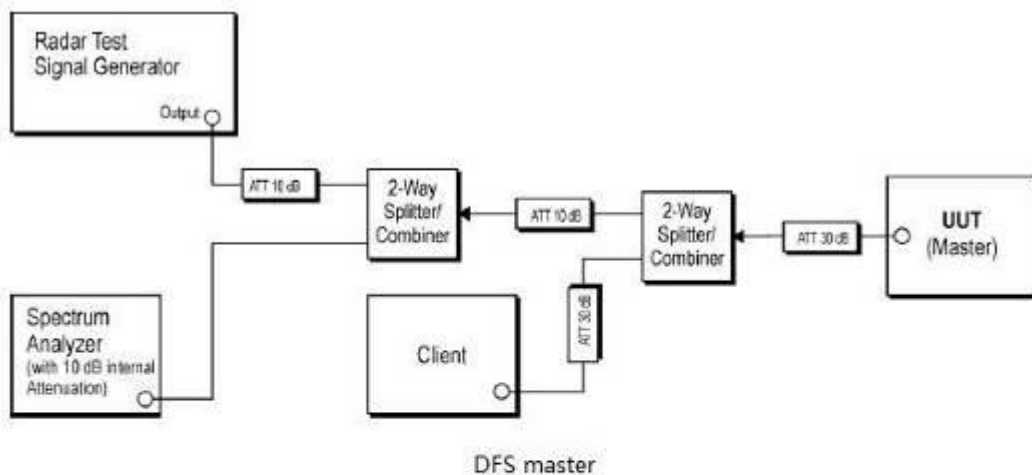 Radar Test
Signal Generator
Output
ATT 10 dB
2-Way
Splitter/
Combiner
ATT 10 dB
2-Way
Splitter/
Combiner
ATT 30 dB
UUT
(Master)
Spectrum
Analyzer
(with 10 dB internal
Attenuation)
Client
ATT 30 dB
DFS master